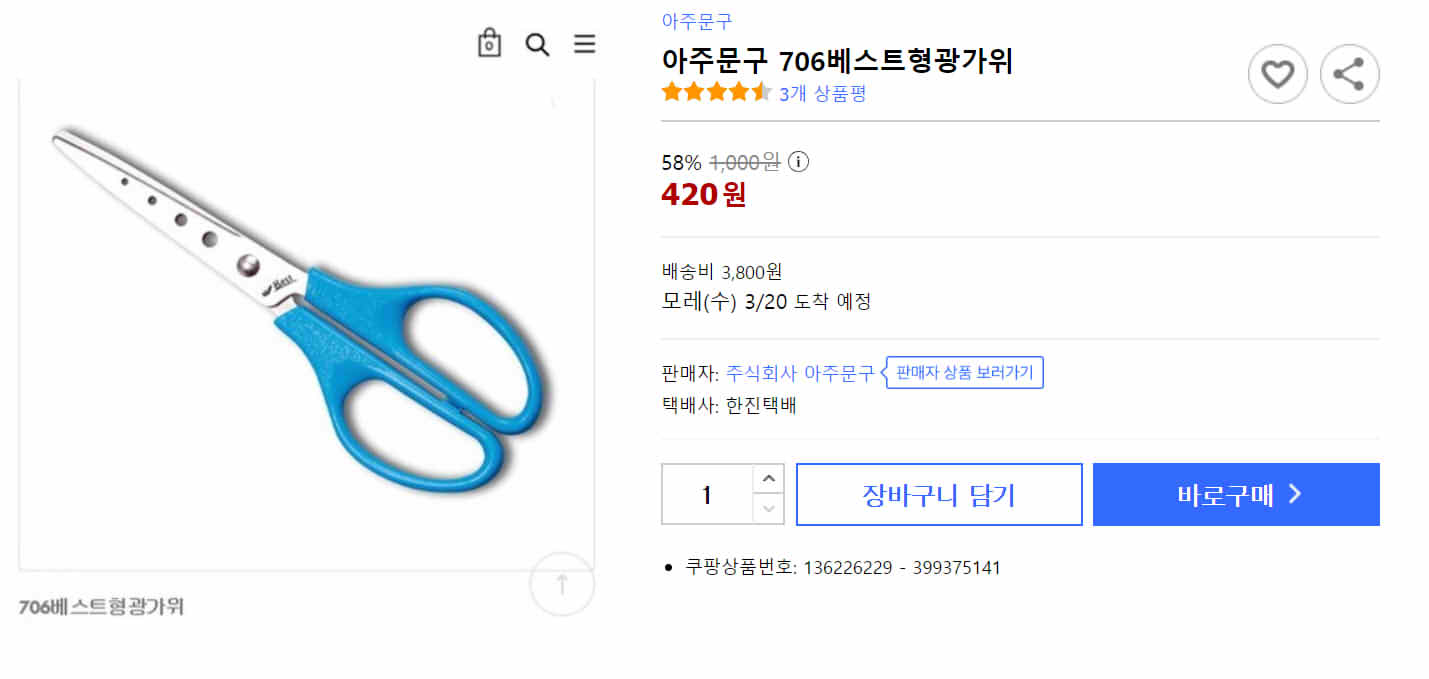 0
Best
706베스트형광가위
아주문구
아주문구 706베스트형광가위
3개 상품평
58% 1,000원
420원
배송비 3,800원
모레(수) 3/20 도착 예정
판매자: 주식회사 아주문구 판매자 상품 보러가기
택배사: 한진택배
1 장바구니 담기 바로구매
• 쿠팡상품번호: 136226229 - 399375141